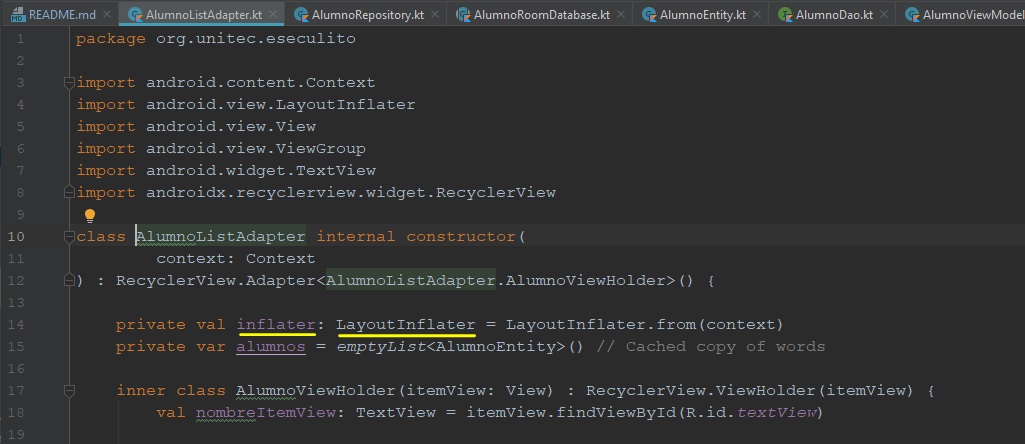 README.md AlumnoListAdapter.kt AlumnoRepository.kt AlumnoRoomDatabase.kt AlumnoEntity.kt AlumnoDao.kt AlumnoViewModel
1 package org.unitec.eseculito
2
3 import android.content.Context
4 import android.view.LayoutInflater
5 import android.view.View
6 import android.view.ViewGroup
7 import android.widget.TextView
8 import androidx.recyclerview.widget.RecyclerView
9
10 class AlumnoListAdapter internal constructor(
11 context: Context
12 ) : RecyclerView.Adapter<AlumnoListAdapter.AlumnoViewHolder>() {
13
14 private val inflater: LayoutInflater = LayoutInflater.from(context)
15 private var alumnos = emptyList<AlumnoEntity>() // Cached copy of words
16
17 inner class AlumnoViewHolder(itemView: View) : RecyclerView.ViewHolder(itemView) {
18 val nombreItemView: TextView = itemView.findViewById(R.id.textView)
19